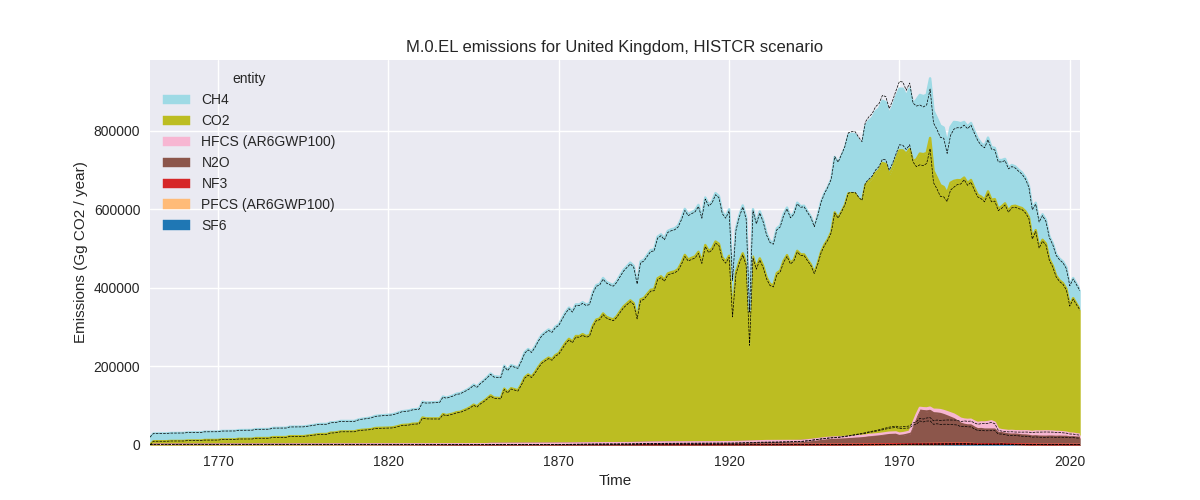 M.0.EL emissions for United Kingdom, HISTCR scenario
entity
CH4
CO2
HFCS (AR6GWP100)
N2O
NF3
PFCS (AR6GWP100)
SF6
Emissions (Gg CO2 / year)
800000
600000
400000
200000
0
1770 1820 1870 1920 1970 2020
Time